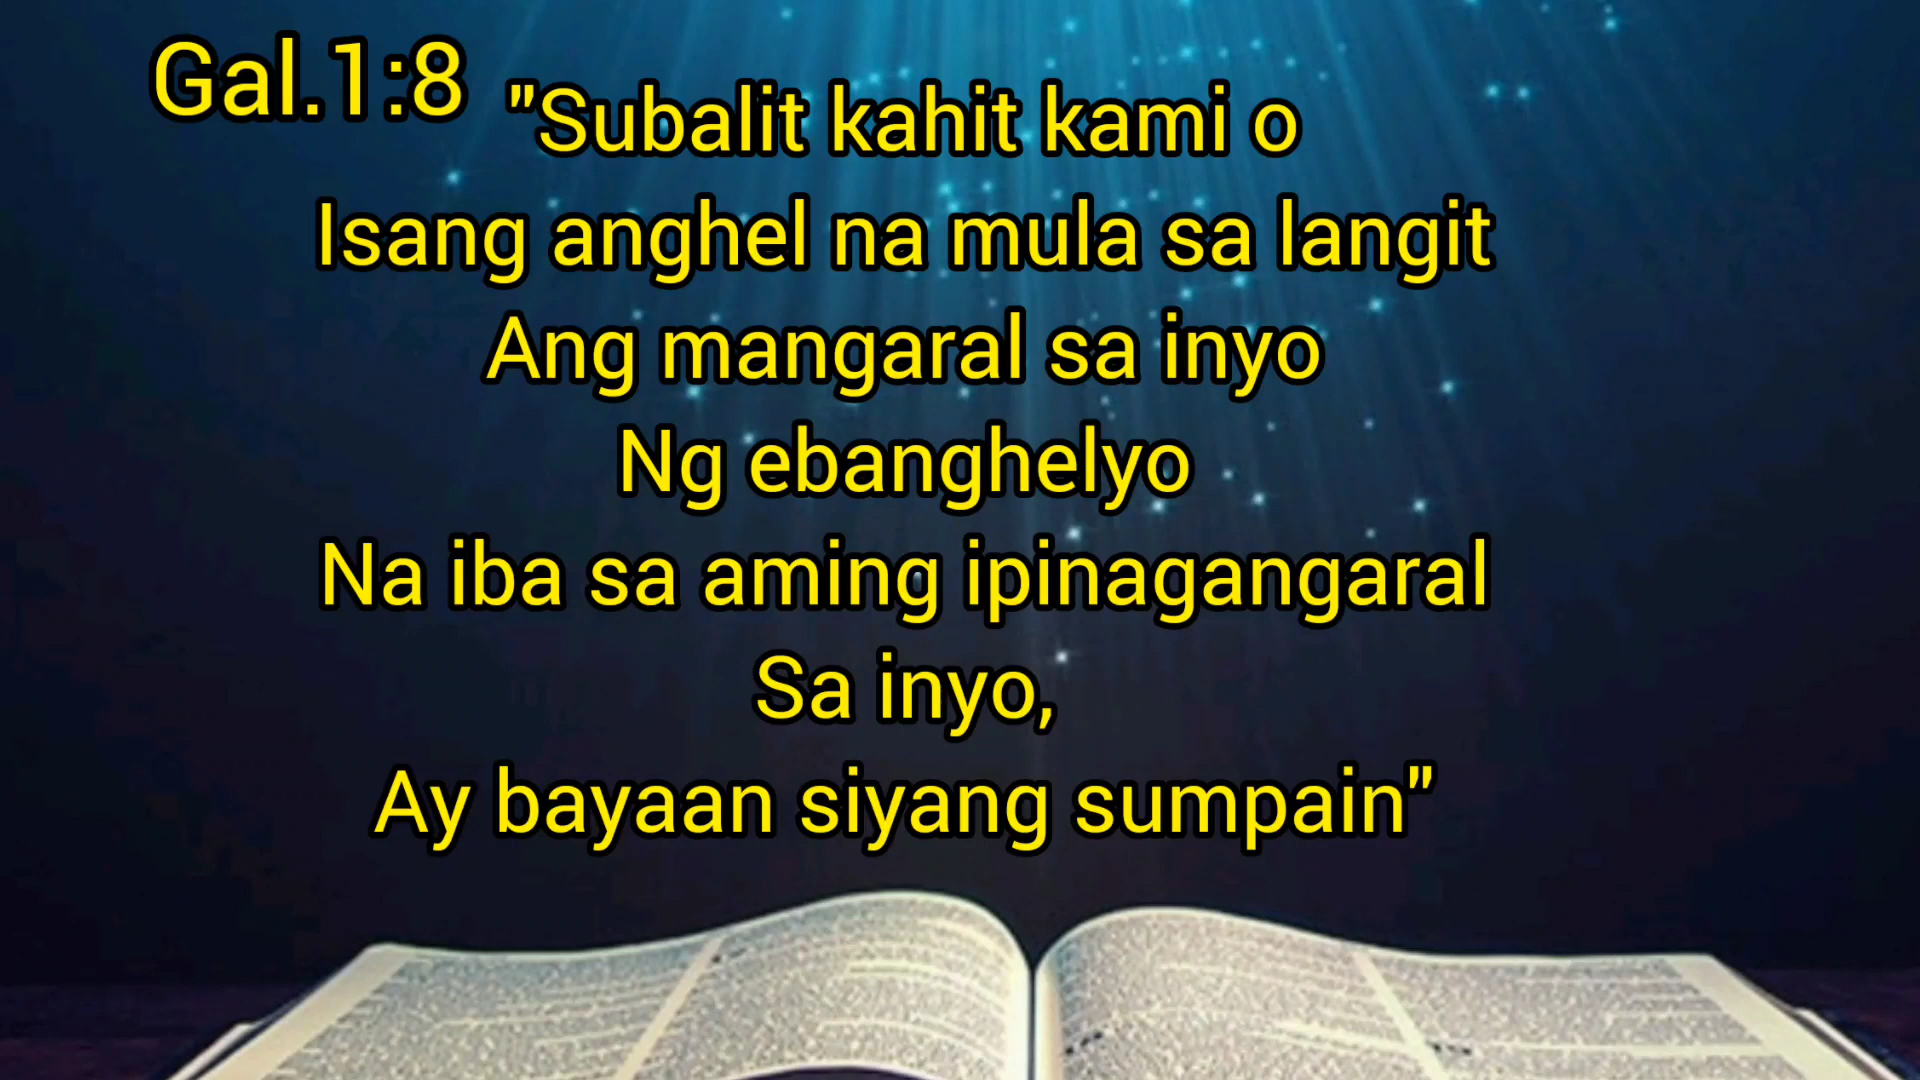 Gal.1:8
"Subalit kahit kami o
Isang anghel na mula sa langit
Ang mangaral sa inyo
Ng ebanghelyo
Na iba sa aming ipinagangaral
Sa inyo,
Ay bayaan siyang sumpain"